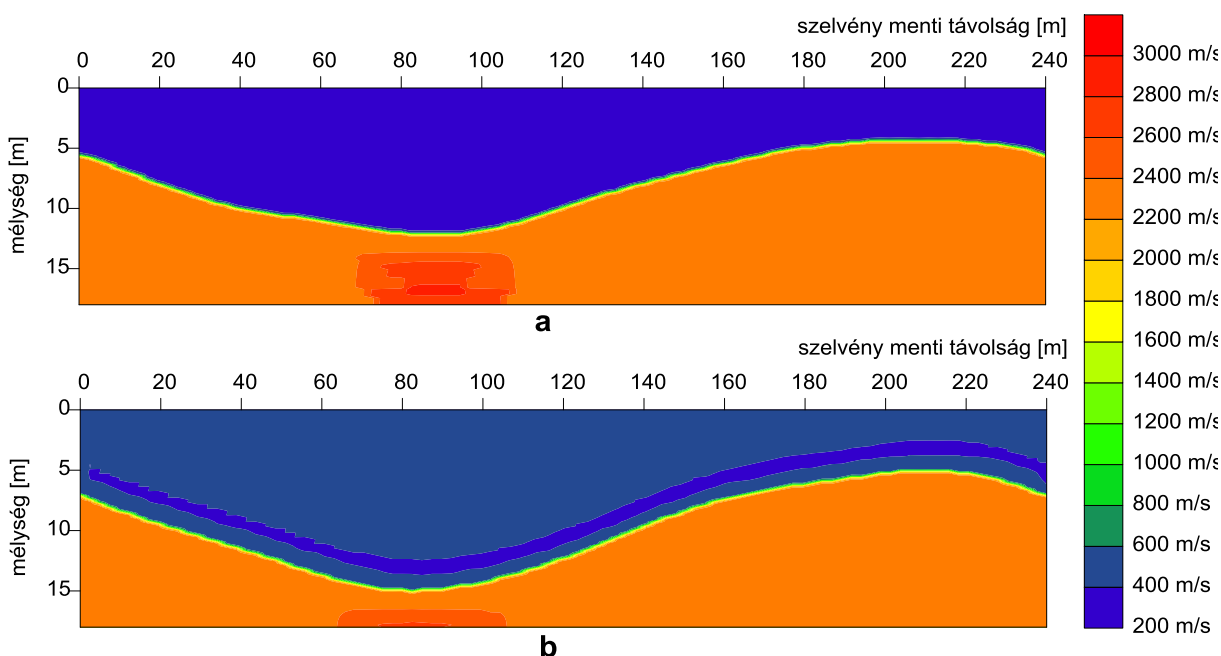 szelvény menti távolság [m]
0 20 40 60 80 100 120 140 160 180 200 220 240
mélység [m]
0
5
10
15
a
szelvény menti távolság [m]
0 20 40 60 80 100 120 140 160 180 200 220 240
mélység [m]
0
5
10
15
b
3000 m/s
2800 m/s
2600 m/s
2400 m/s
2200 m/s
2000 m/s
1800 m/s
1600 m/s
1400 m/s
1200 m/s
1000 m/s
800 m/s
600 m/s
400 m/s
200 m/s